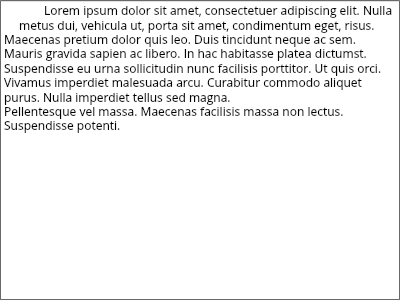 Lorem ipsum dolor sit amet, consectetuer adipiscing elit. Nulla
metus dui, vehicula ut, porta sit amet, condimentum eget, risus.
Maecenas pretium dolor quis leo. Duis tincidunt neque ac sem.
Mauris gravida sapien ac libero. In hac habitasse platea dictumst.
Suspendisse eu urna sollicitudin nunc facilisis porttitor. Ut quis orci.
Vivamus imperdiet malesuada arcu. Curabitur commodo aliquet
purus. Nulla imperdiet tellus sed magna.
Pellentesque vel massa. Maecenas facilisis massa non lectus.
Suspendisse potenti.